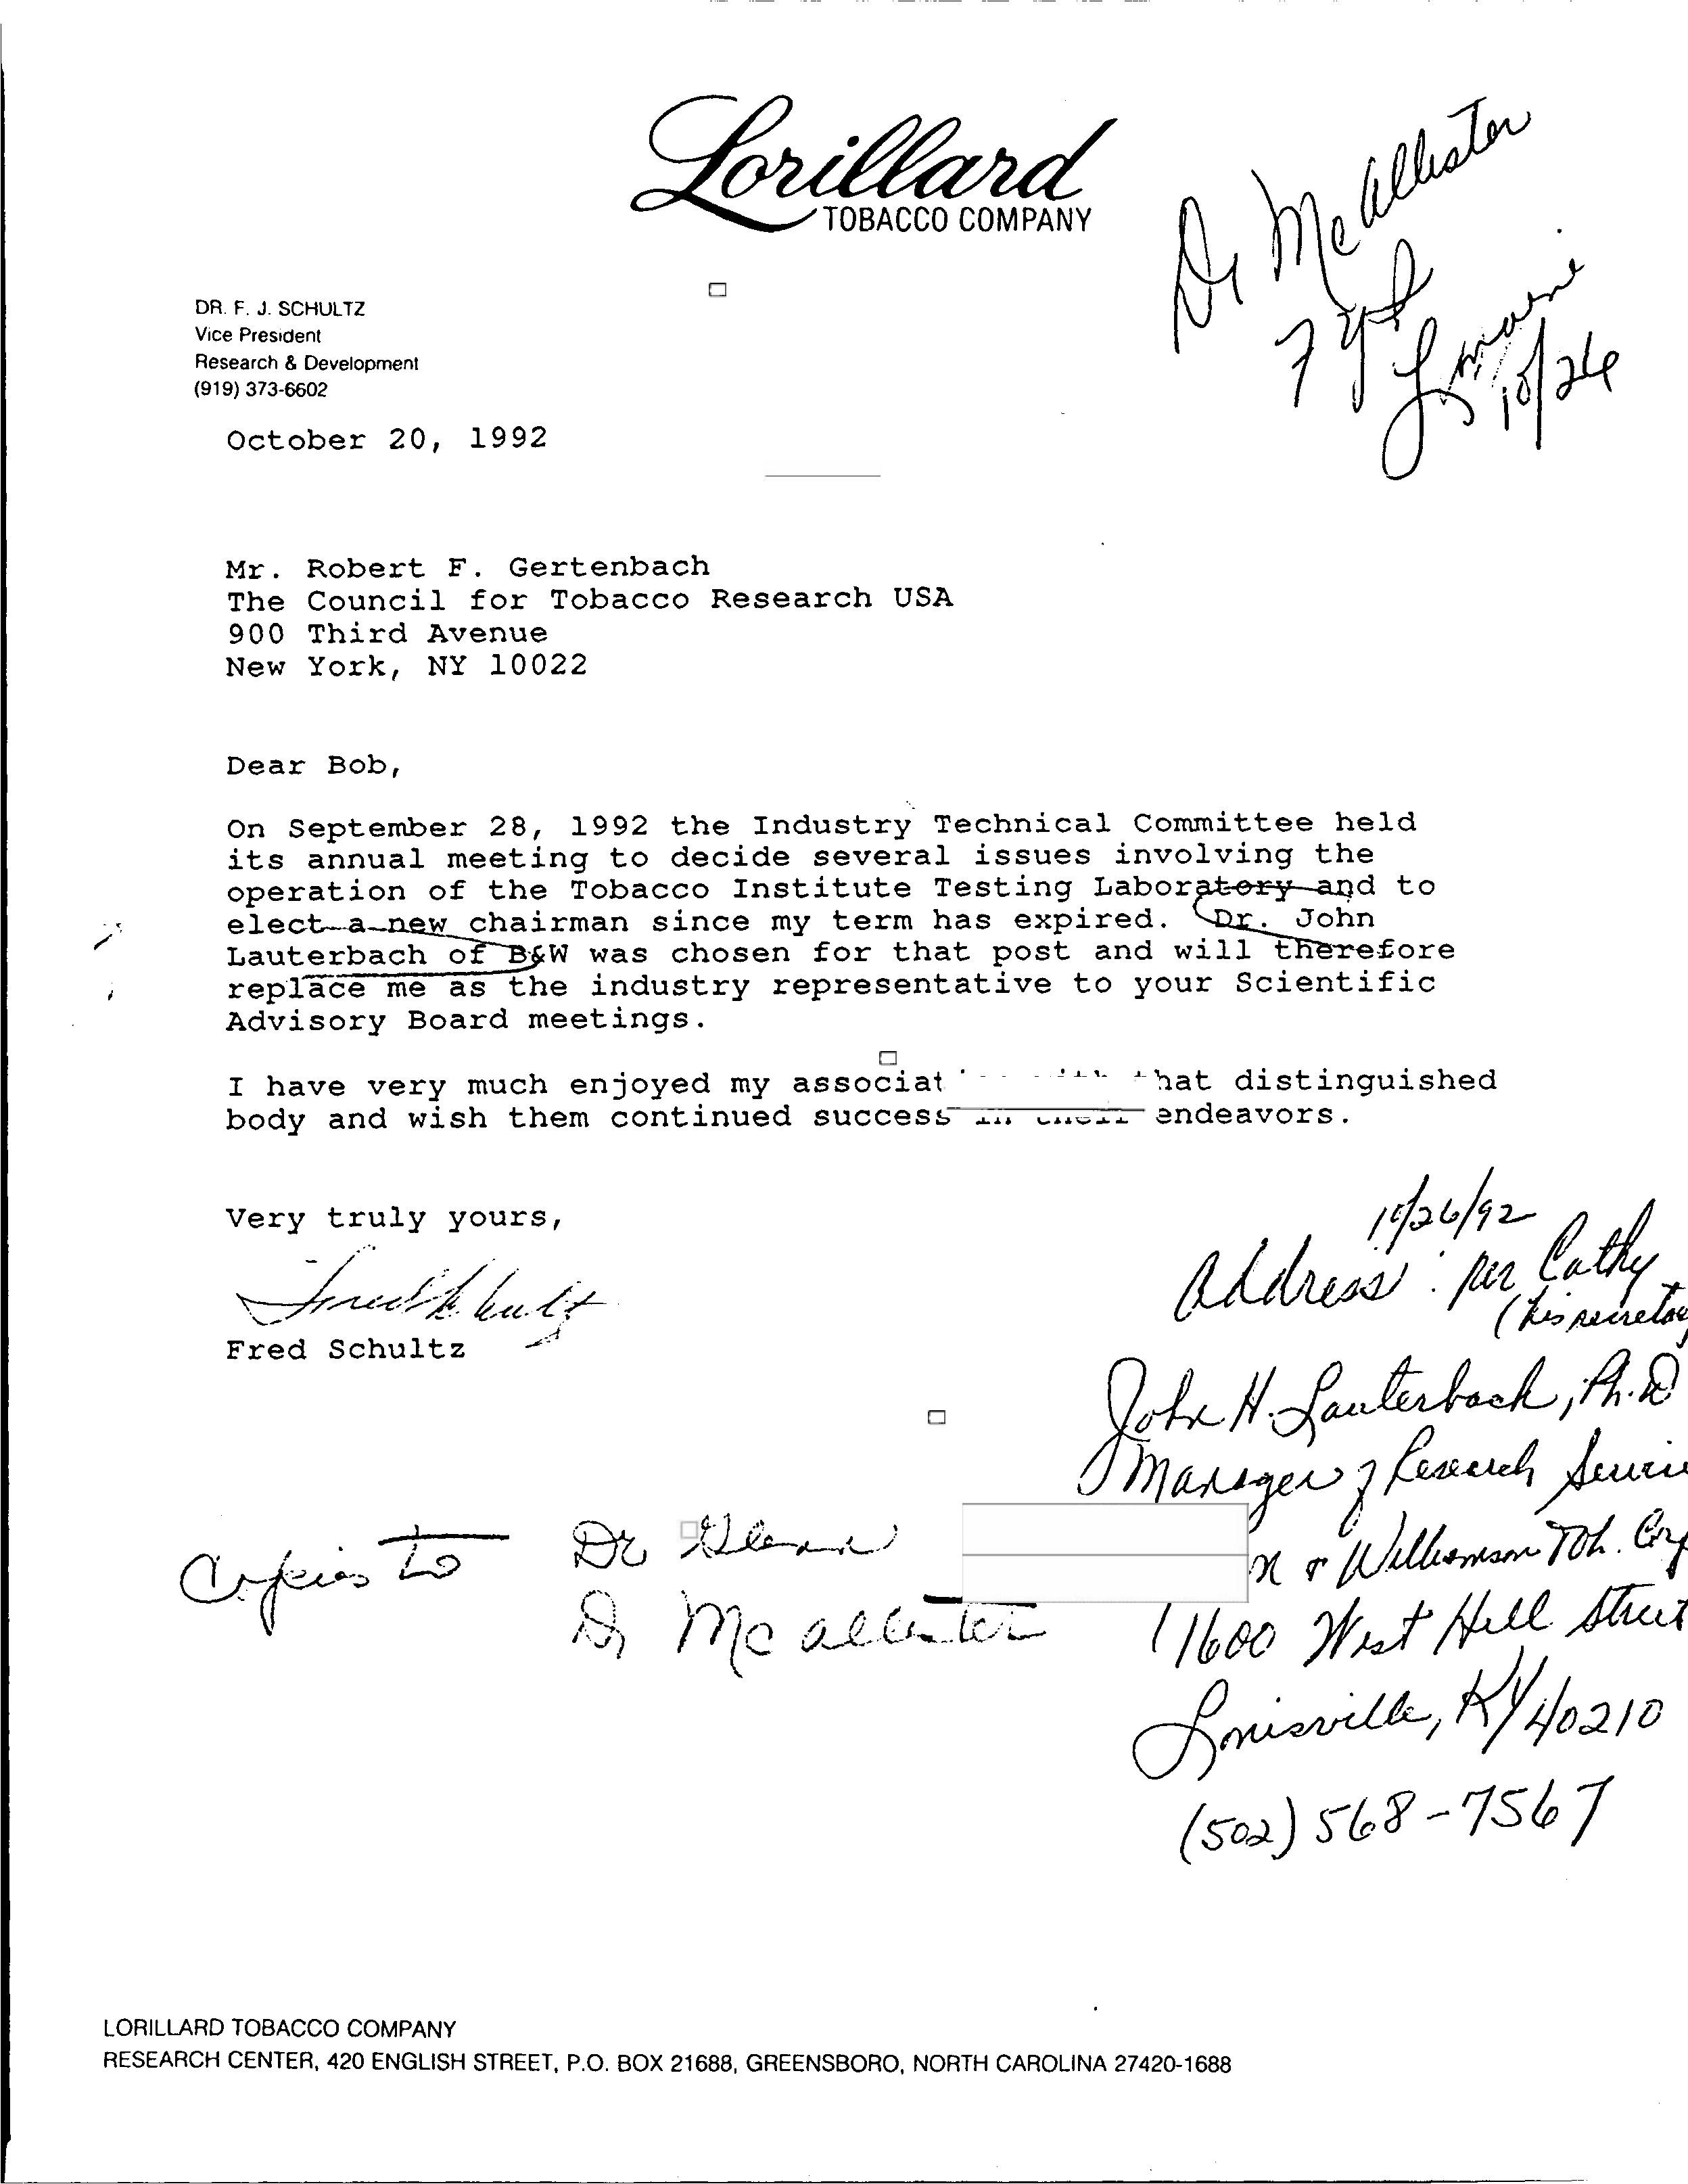 Lorillard
TOBACCO COMPANY
Dr McAllister
FYI
Lorraine
10/26
DR. F. J. SCHULTZ
Vice President
Research & Development
(919) 373-6602
October 20, 1992
Mr. Robert F. Gertenbach
The Council for Tobacco Research USA
900 Third Avenue
New York, NY 10022
Dear Bob,
On September 28, 1992 the Industry Technical Committee held
its annual meeting to decide several issues involving the
operation of the Tobacco Institute Testing Laboratory and to
elect a new chairman since my term has expired. Dr. John
Lauterbach of B&W was chosen for that post and will therefore
replace me as the industry representative to your Scientific
Advisory Board meetings.
I have very much enjoyed my associat with that distinguished
body and wish them continued success in their endeavors.
Very truly yours,
Fred Schultz
Fred Schultz
10/26/92
Address: per Cathy
(his secretary
John H. Lauterbach, Ph.D
Manager of Research Servi
n & Williamson Tob. Corp
1600 West Hill Street
Louisville, KY 40210
(502) 568-7567
Copies to Dr Glenn
Dr McAllister
LORILLARD TOBACCO COMPANY
RESEARCH CENTER, 420 ENGLISH STREET, P.O. BOX 21688, GREENSBORO, NORTH CAROLINA 27420-1688